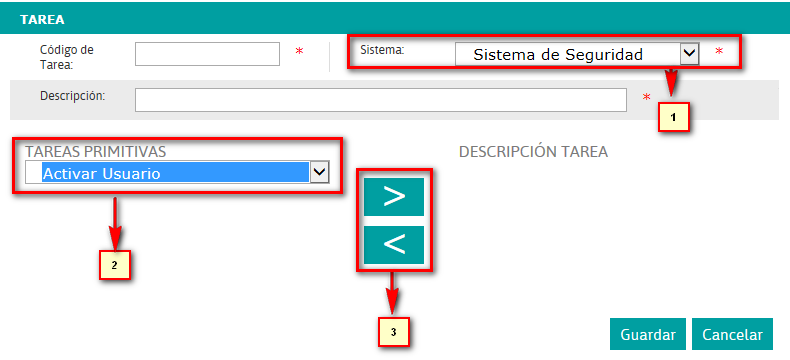 TAREA
Código de Tarea: * Sistema: Sistema de Seguridad *
Descripción: *
1
TAREAS PRIMITIVAS DESCRIPCIÓN TAREA
Activar Usuario
>
<
2
3
Guardar Cancelar